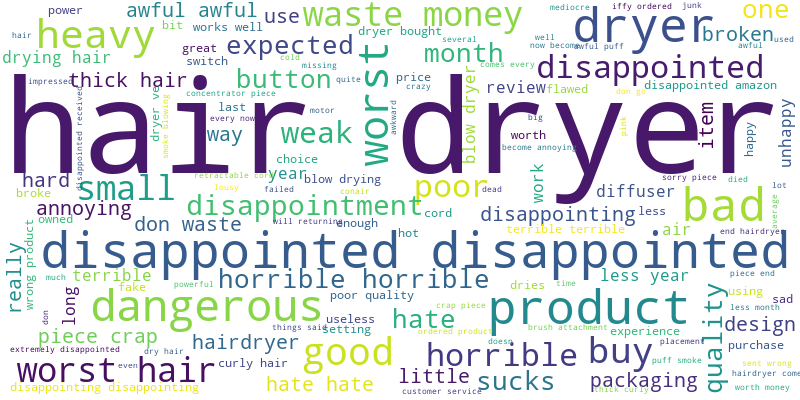 power
awful awful
use
waste money
dryer
mediocre
iffy ordered
junk
one
hair
heavy
bit
works well
great
expected
dryer bought
several
well
now become
awful puff
awful
used
drying hair
switch
cold
missing
month
disappointed
broken
impressed
thick hair
concentrator piece
button
quite
price
crazy
blow dryer
comes every
review
flawed
don go
disappointed amazon
hair dryer
disappointed received
dryer ve
smoke blowing
last
every now
motor
way
weak
worst
awkward
big
worth
become annoying
pink
item
happy
unhappy
hard
small
retractable cord
year
choice
lousy
failed
blow drying
conair
poor
dead
work
sorry piece
died
lot
diffuser
broke
annoying
disappointment
cord
disappointing
less
bad
average
owned
don waste
will returning
enough
hot
terrible terrible
air
end hairdryer
really
wrong product
disappointed disappointed
much
terrible
horrible horrible
powerful
dries
time
less year
piece end
don
long
fake
dangerous
poor quality
crap piece
product
using
less month
sad
piece crap
useless
things said
setting
hate
ordered product
brush attachment
experience
quality
design
extremely disappointed
dry hair
hairdryer
good
doesn
horrible
buy
placement
purchase
worst
even
hair
curly hair
little
puff smoke
sent wrong
hairdryer come
disappointing disappointing
hate hate
customer service
sucks
thick curly
packaging
worth money